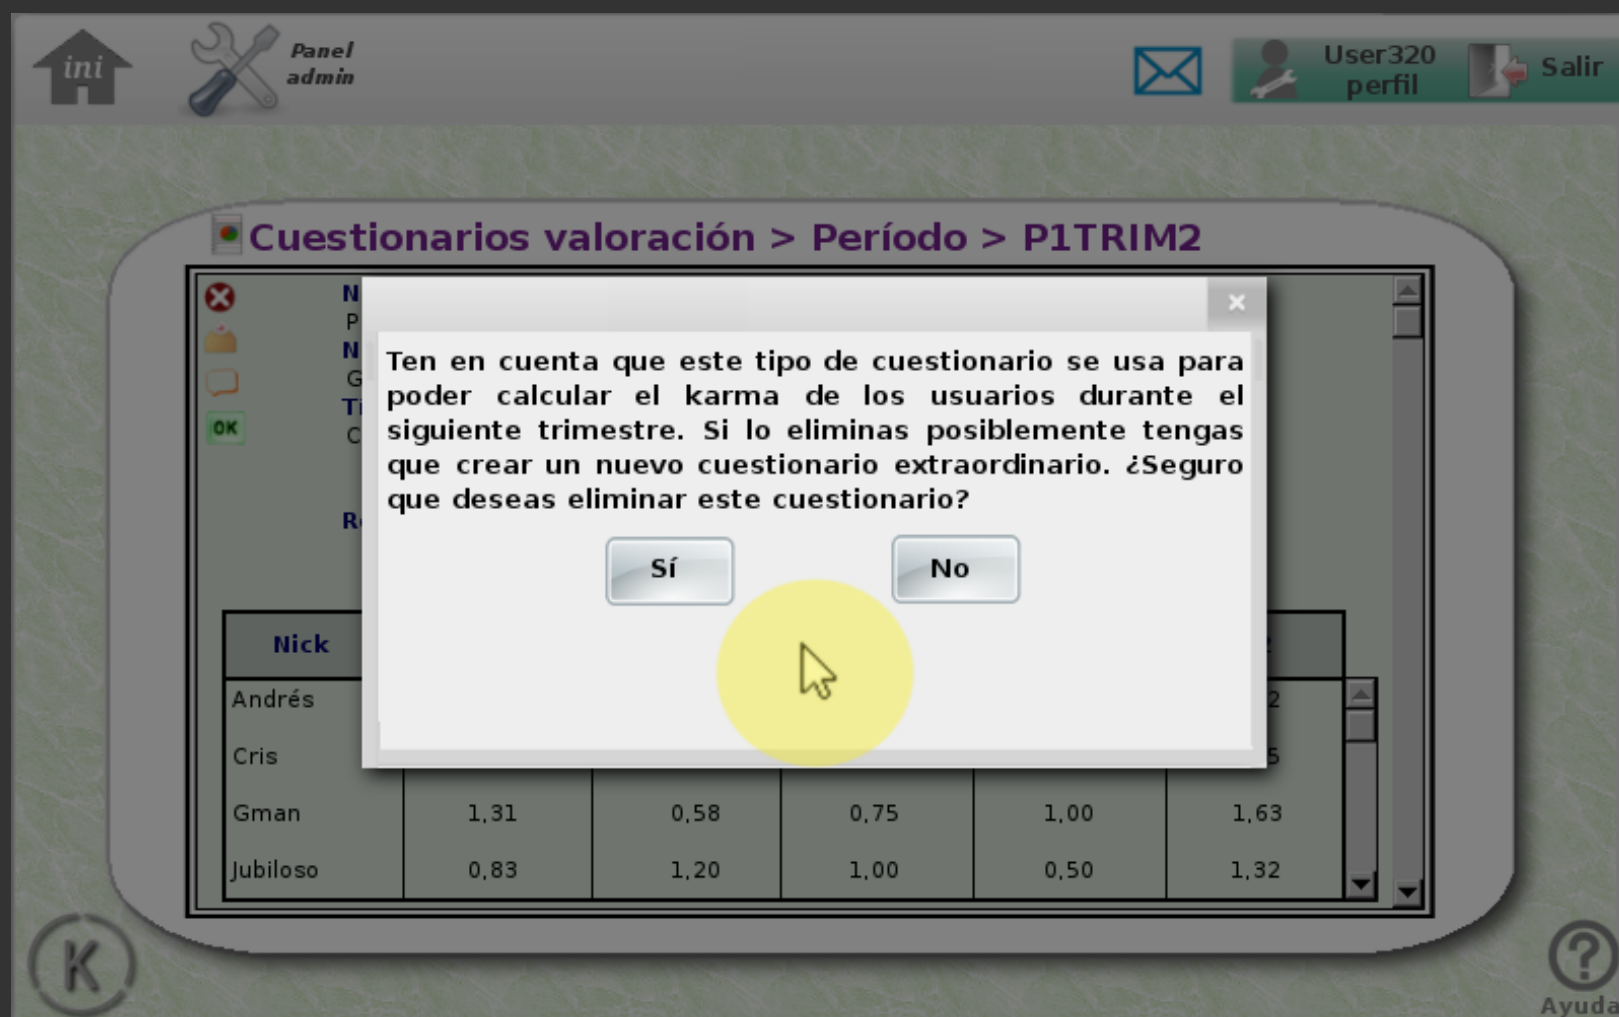 ini
Panel
admin
User320
perfil
Salir
Cuestionarios valoración > Período > P1TRIM2
Ten en cuenta que este tipo de cuestionario se usa para
poder calcular el karma de los usuarios durante el
siguiente trimestre. Si lo eliminas posiblemente tengas
que crear un nuevo cuestionario extraordinario. ¿Seguro
que deseas eliminar este cuestionario?
OK
Sí No
Nick
Andrés
Cris
Gman 1,31 0,58 0,75 1,00 1,63
Jubiloso 0,83 1,20 1,00 0,50 1,32
K
Ayuda